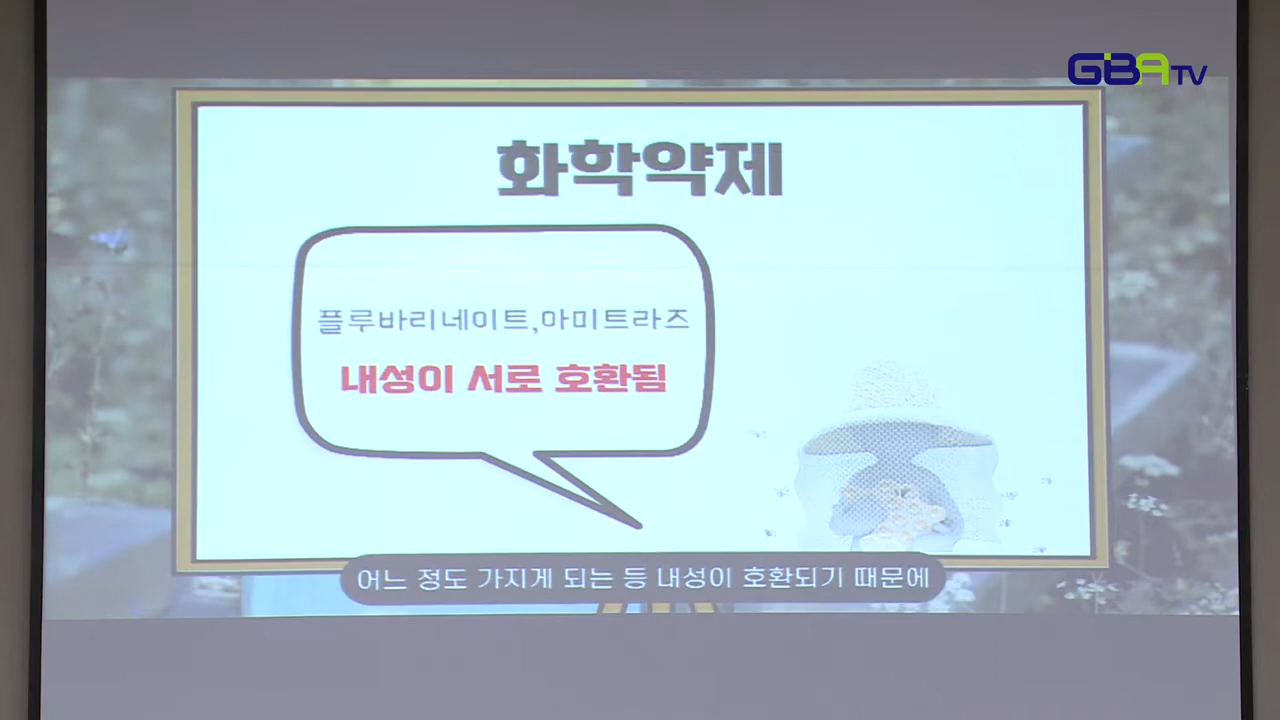 GBA TV
화학약제
플루바리네이트,아미트라즈
내성이 서로 호환됨
어느 정도 가지게 되는 등 내성이 호환되기 때문에